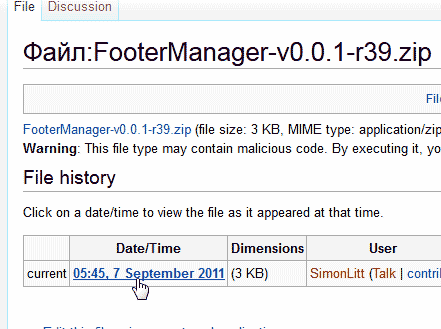 File Discussion
Файл:FooterManager-v0.0.1-r39.zip
File
FooterManager-v0.0.1-r39.zip (file size: 3 KB, MIME type: application/zip
Warning: This file type may contain malicious code. By executing it, yo
File history
Click on a date/time to view the file as it appeared at that time.
Date/Time Dimensions User
current 05:45, 7 September 2011 (3 KB) SimonLitt (Talk | contri